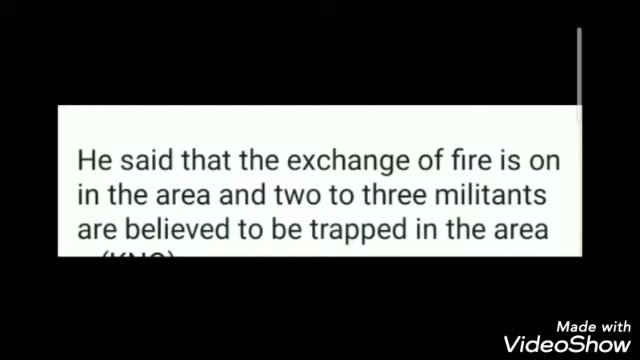 He said that the exchange of fire is on
in the area and two to three militants
are believed to be trapped in the area
Made with
VideoShow